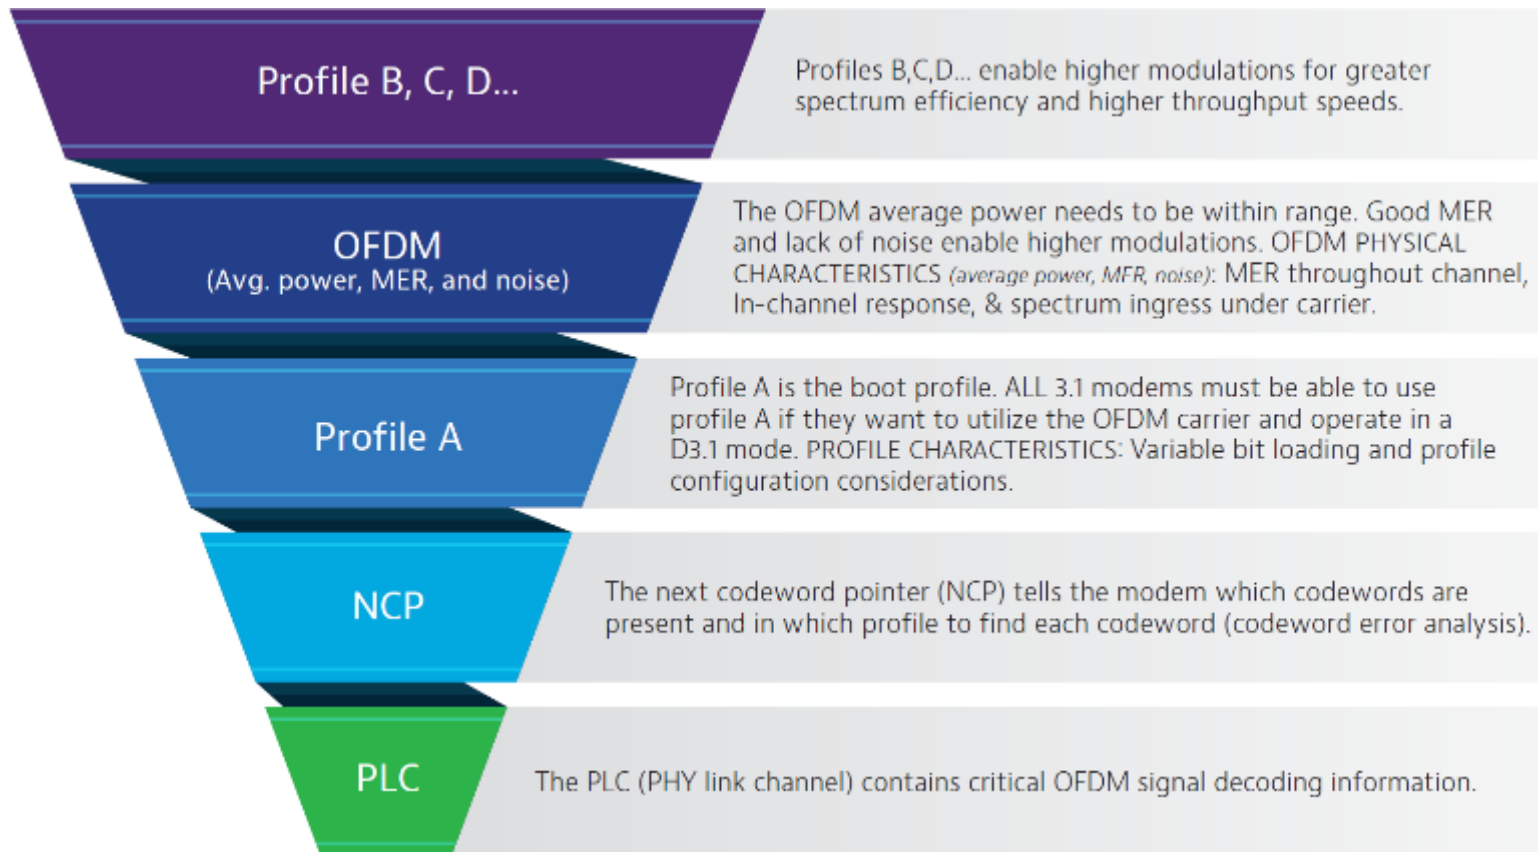 Profile B, C, D...
Profiles B,C,D... enable higher modulations for greater
spectrum efficiency and higher throughput speeds.
OFDM
(Avg. power, MER, and noise)
The OFDM average power needs to be within range. Good MER
and lack of noise enable higher modulations. OFDM PHYSICAL
CHARACTERISTICS (average power, MER, noise): MER throughout channel,
In-channel response, & spectrum ingress under carrier.
Profile A
Profile A is the boot profile. ALL 3.1 modems must be able to use
profile A if they want to utilize the OFDM carrier and operate in a
D3.1 mode. PROFILE CHARACTERISTICS: Variable bit loading and profile
configuration considerations.
NCP
The next codeword pointer (NCP) tells the modem which codewords are
present and in which profile to find each codeword (codeword error analysis).
PLC
The PLC (PHY link channel) contains critical OFDM signal decoding information.